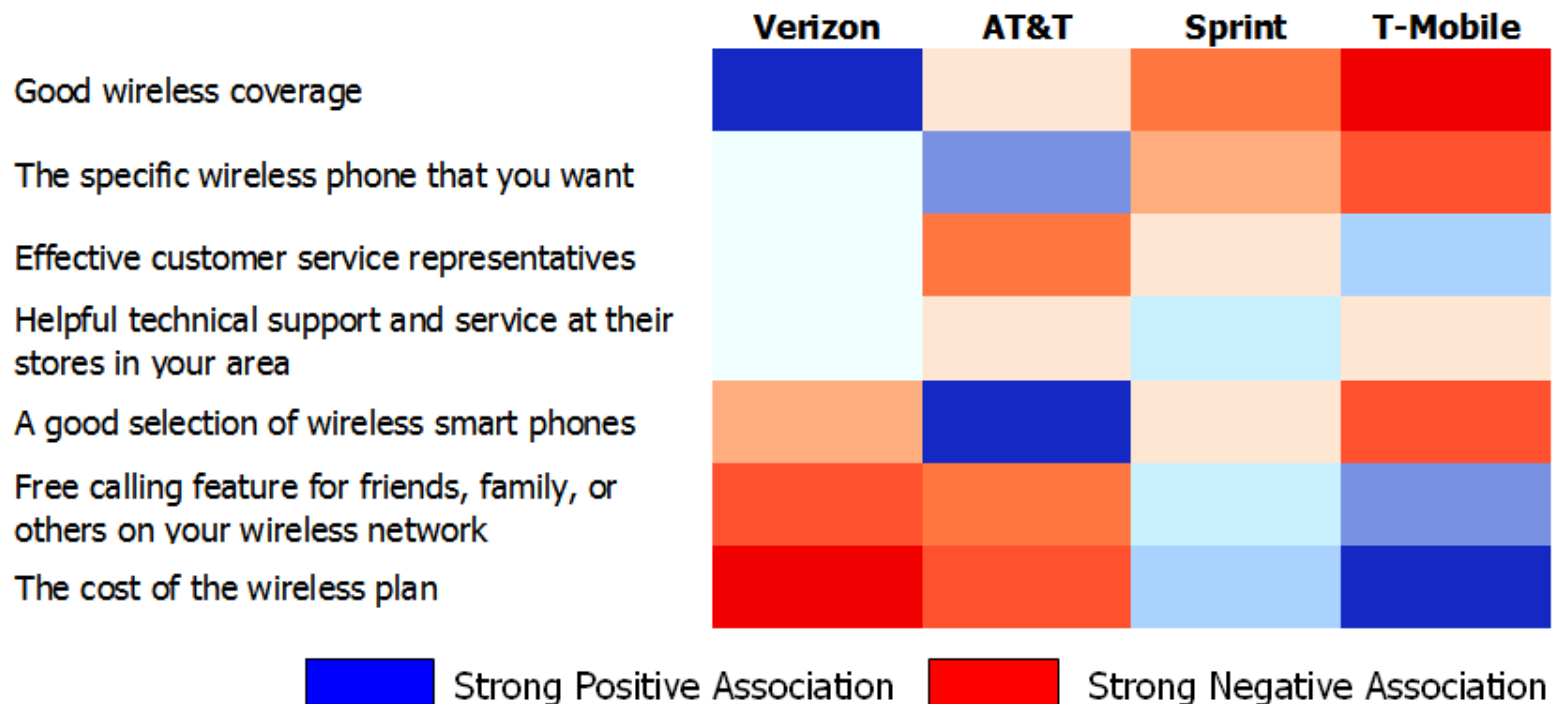 Verizon AT&T Sprint T-Mobile
Good wireless coverage
The specific wireless phone that you want
Effective customer service representatives
Helpful technical support and service at their
stores in your area
A good selection of wireless smart phones
Free calling feature for friends, family, or
others on your wireless network
The cost of the wireless plan
Strong Positive Association Strong Negative Association